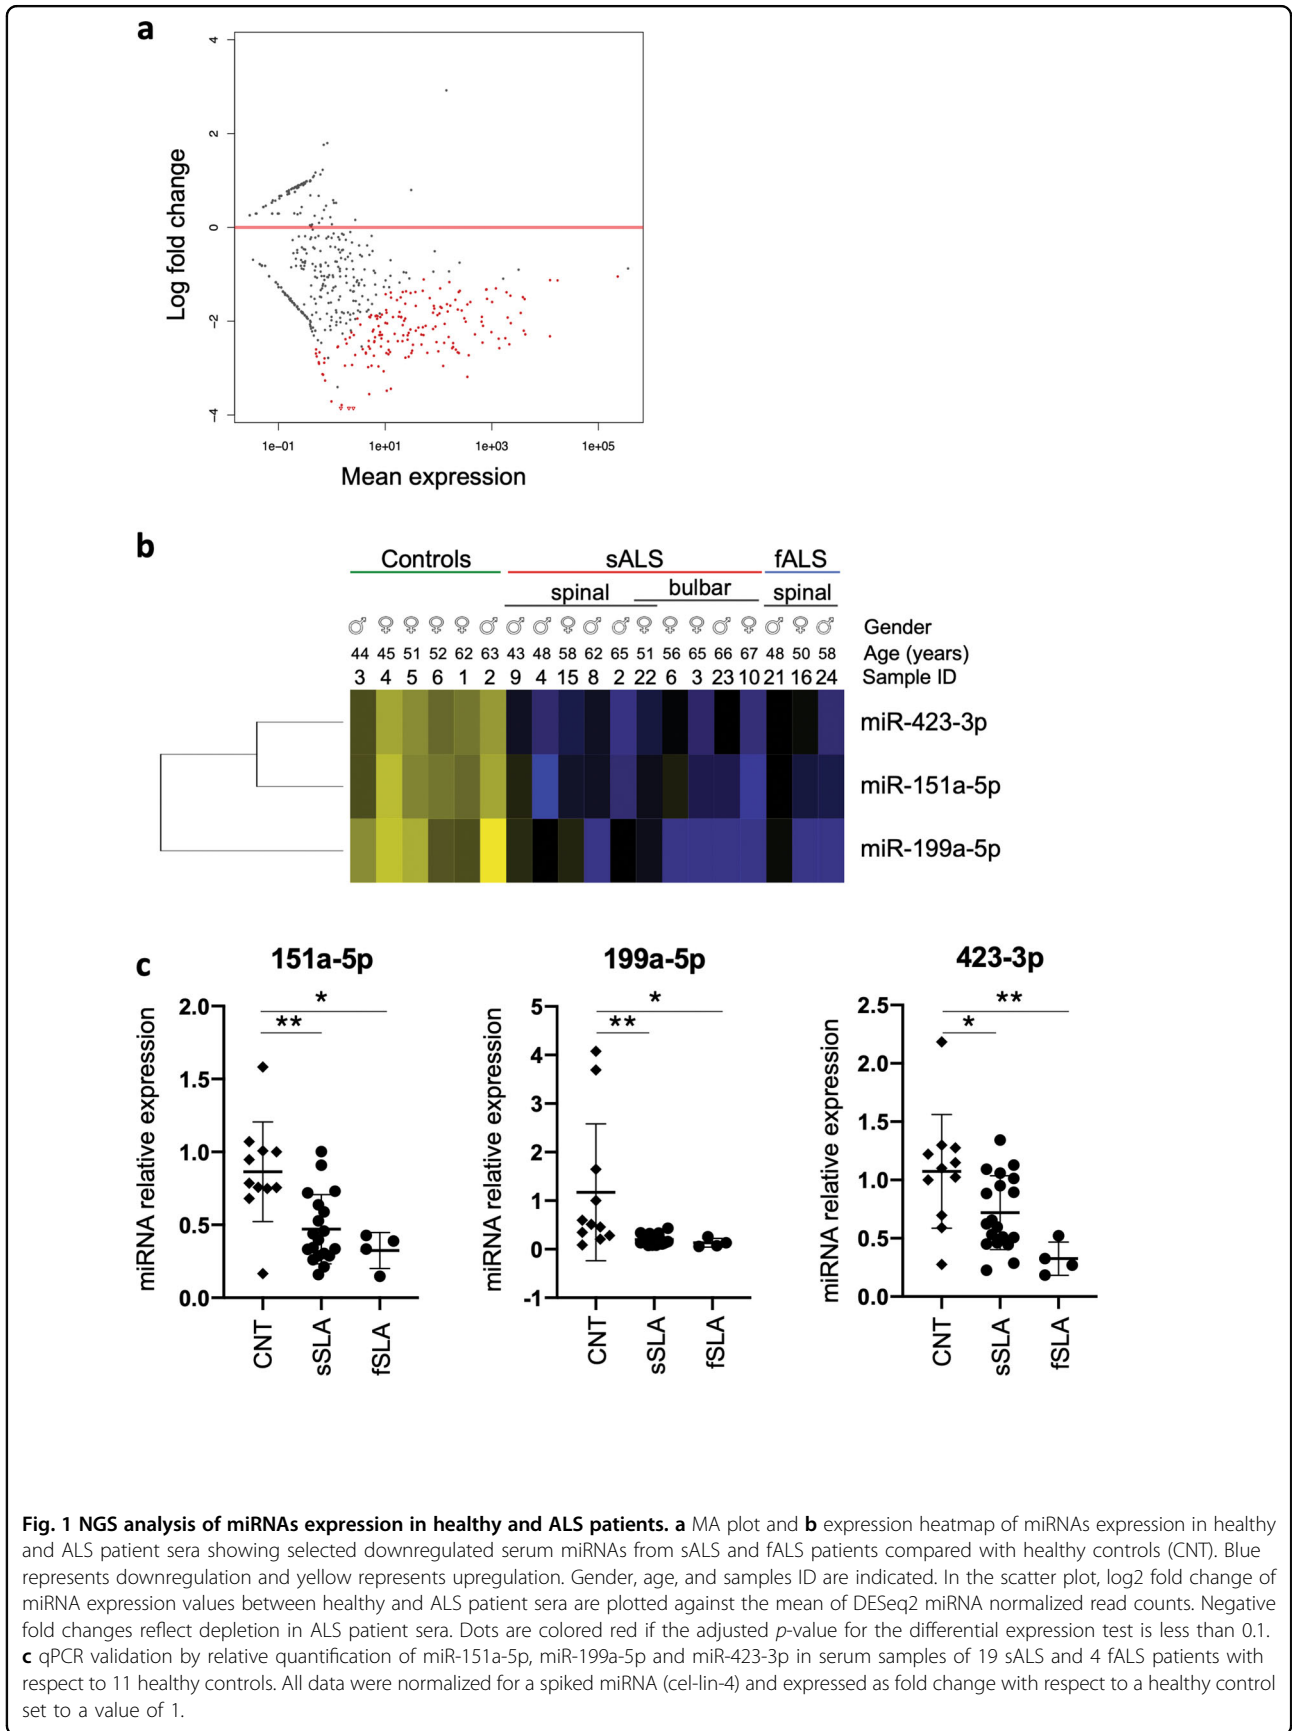 a
4
2
0
-2
-4
Log fold change
1e−01 1e+01 1e+03 1e+05
Mean expression
b
Controls sALS fALS
spinal bulbar spinal
♂ ♀ ♀ ♀ ♀ ♂ ♂ ♂ ♀ ♂ ♂ ♀ ♀ ♀ ♂ ♀ ♂ ♀ ♂ Gender
44 45 51 52 62 63 43 48 58 62 65 51 56 65 66 67 48 50 58 Age (years)
3 4 5 6 1 2 9 4 15 8 2 22 6 3 23 10 21 16 24 Sample ID
miR-423-3p
miR-151a-5p
miR-199a-5p
c
151a-5p
*
**
2.0
1.5
1.0
0.5
0.0
miRNA relative expression
CNT sSLA fSLA
199a-5p
*
**
5
4
3
2
1
0
-1
miRNA relative expression
CNT sSLA fSLA
423-3p
**
*
2.5
2.0
1.5
1.0
0.5
0.0
miRNA relative expression
CNT sSLA fSLA
Fig. 1 NGS analysis of miRNAs expression in healthy and ALS patients. a MA plot and b expression heatmap of miRNAs expression in healthy
and ALS patient sera showing selected downregulated serum miRNAs from sALS and fALS patients compared with healthy controls (CNT). Blue
represents downregulation and yellow represents upregulation. Gender, age, and samples ID are indicated. In the scatter plot, log2 fold change of
miRNA expression values between healthy and ALS patient sera are plotted against the mean of DESeq2 miRNA normalized read counts. Negative
fold changes reflect depletion in ALS patient sera. Dots are colored red if the adjusted p-value for the differential expression test is less than 0.1.
c qPCR validation by relative quantification of miR-151a-5p, miR-199a-5p and miR-423-3p in serum samples of 19 sALS and 4 fALS patients with
respect to 11 healthy controls. All data were normalized for a spiked miRNA (cel-lin-4) and expressed as fold change with respect to a healthy control
set to a value of 1.